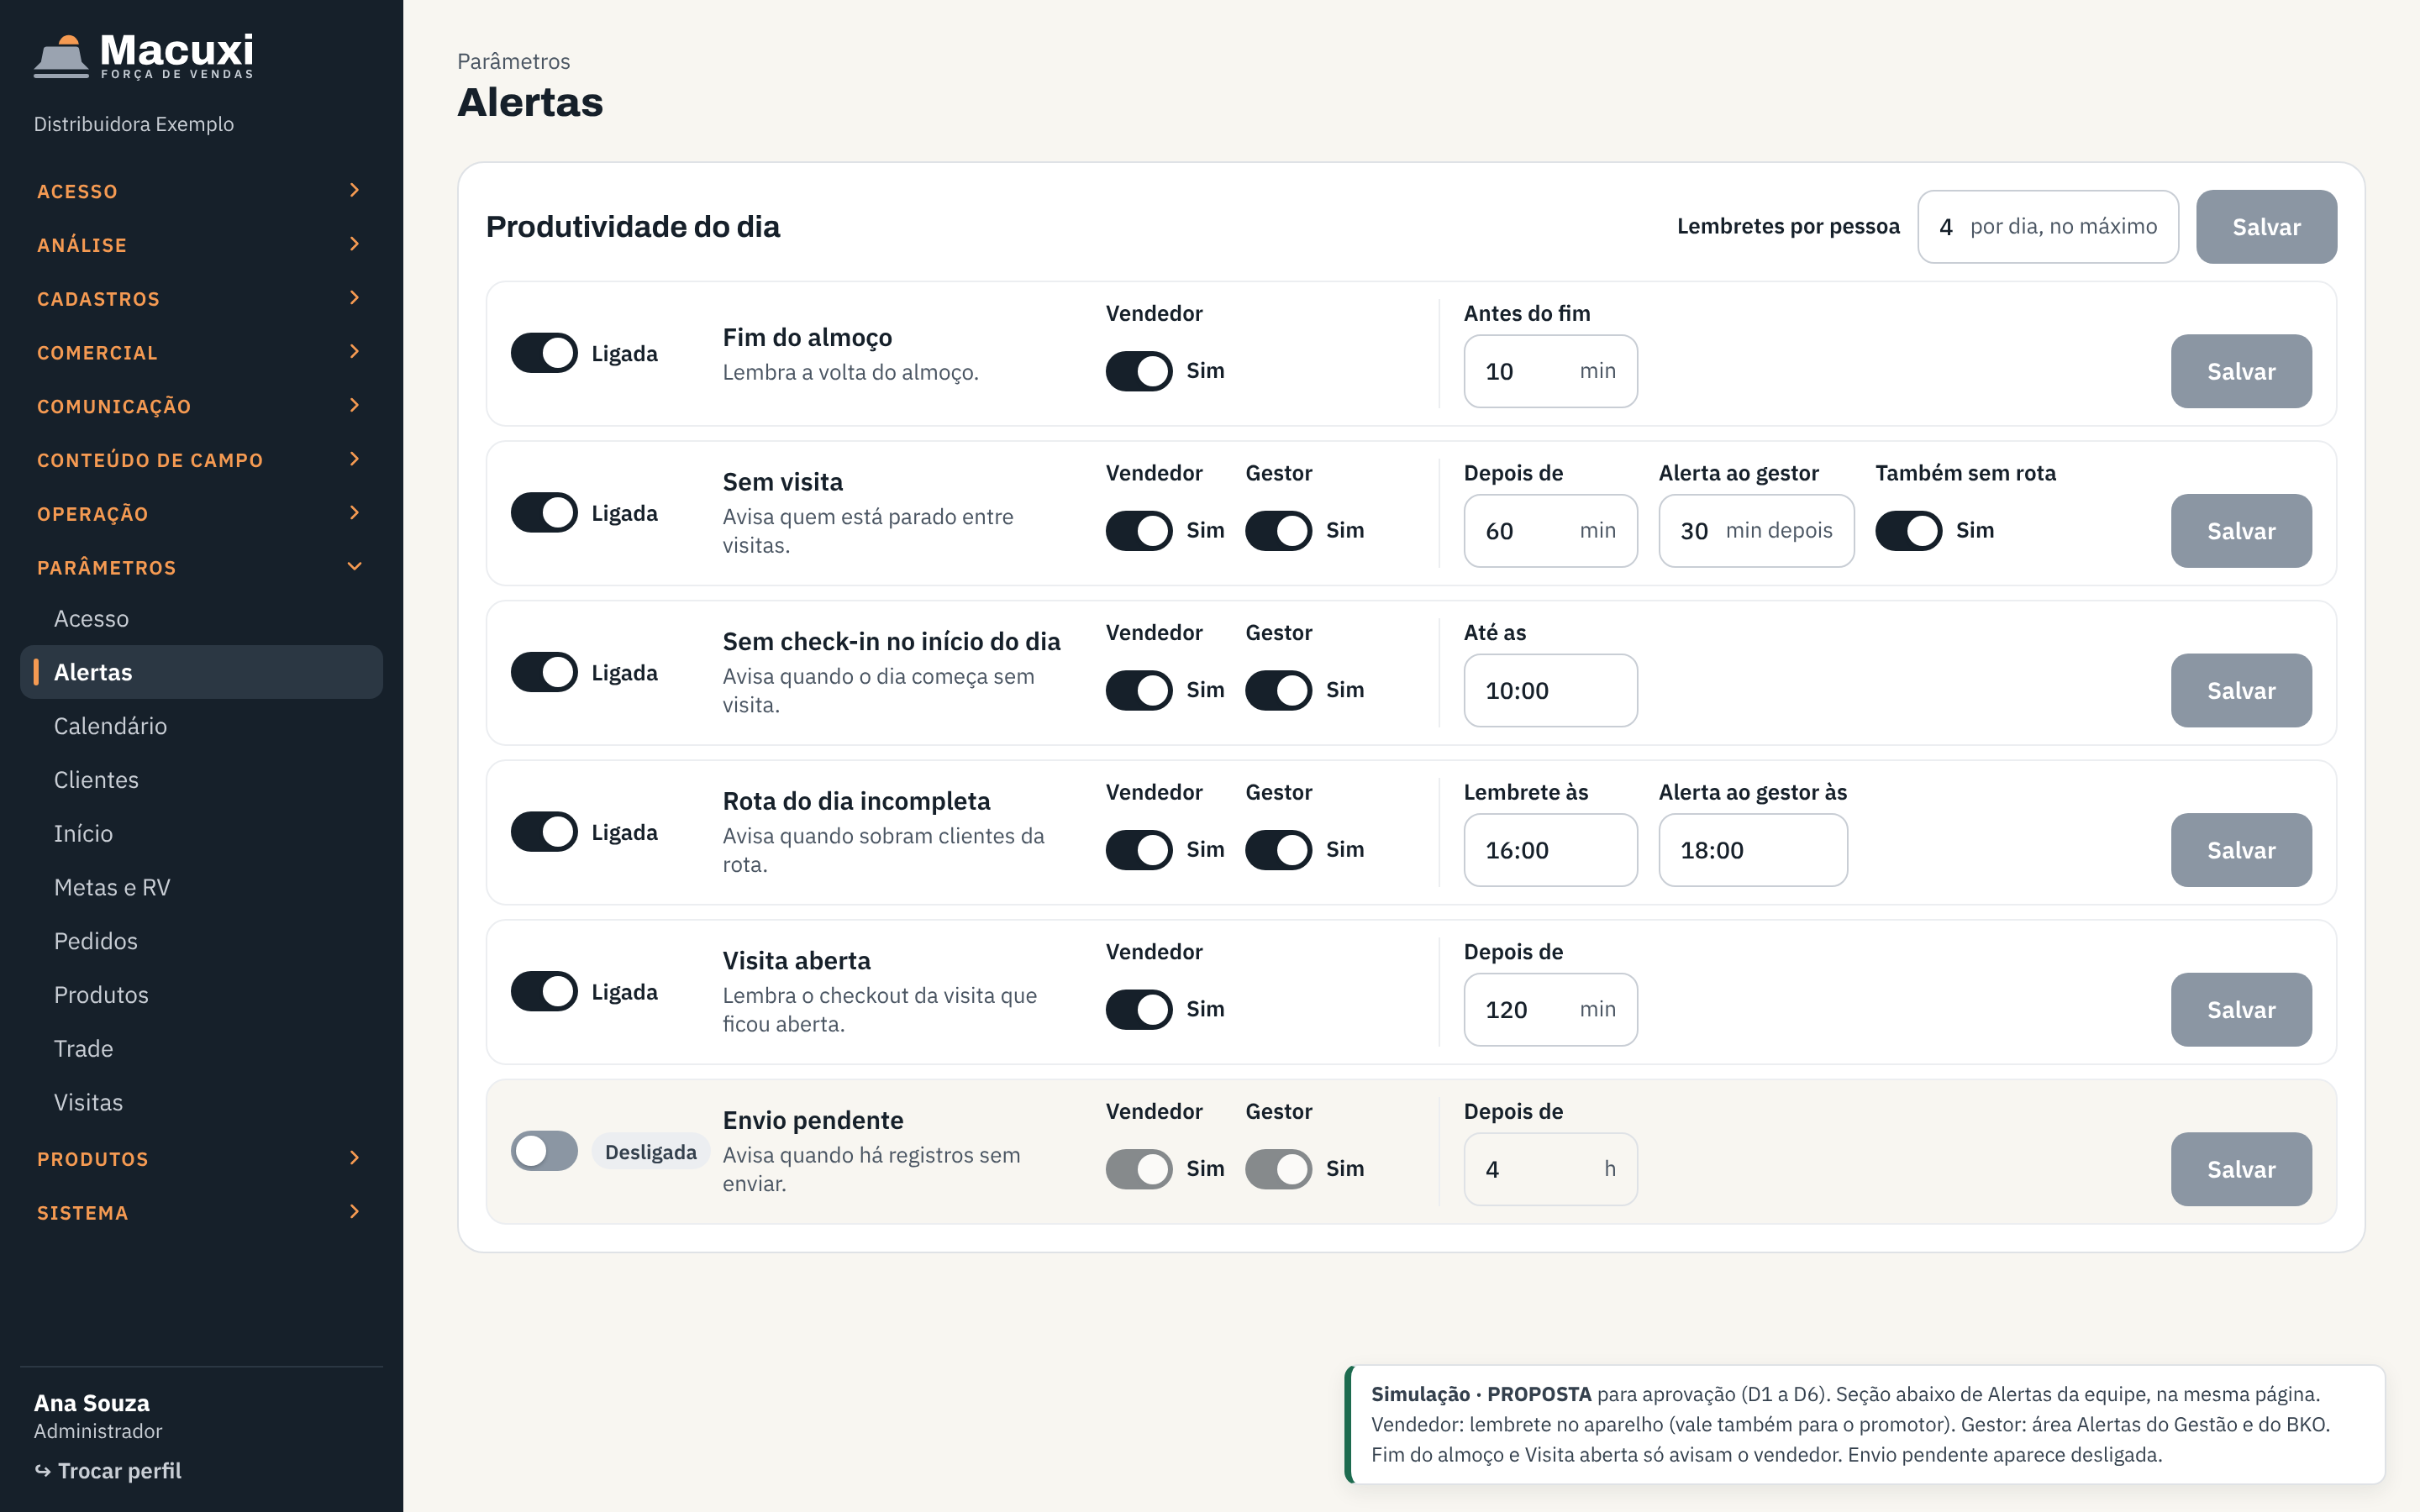 Macuxi
FORÇA DE VENDAS
Distribuidora Exemplo
ACESSO
ANÁLISE
CADASTROS
COMERCIAL
COMUNICAÇÃO
CONTEÚDO DE CAMPO
OPERAÇÃO
PARÂMETROS
Acesso
Alertas
Calendário
Clientes
Início
Metas e RV
Pedidos
Produtos
Trade
Visitas
PRODUTOS
SISTEMA
Ana Souza
Administrador
↪ Trocar perfil
Parâmetros
Alertas
Produtividade do dia
Lembretes por pessoa
4 por dia, no máximo
Salvar
Ligada
Fim do almoço
Lembra a volta do almoço.
Vendedor
Sim
Antes do fim
10 min
Salvar
Ligada
Sem visita
Avisa quem está parado entre
visitas.
Vendedor
Sim
Gestor
Sim
Depois de
60 min
Alerta ao gestor
30 min depois
Também sem rota
Sim
Salvar
Ligada
Sem check-in no início do dia
Avisa quando o dia começa sem
visita.
Vendedor
Sim
Gestor
Sim
Até as
10:00
Salvar
Ligada
Rota do dia incompleta
Avisa quando sobram clientes da
rota.
Vendedor
Sim
Gestor
Sim
Lembrete às
16:00
Alerta ao gestor às
18:00
Salvar
Ligada
Visita aberta
Lembra o checkout da visita que
ficou aberta.
Vendedor
Sim
Depois de
120 min
Salvar
Desligada
Envio pendente
Avisa quando há registros sem
enviar.
Vendedor
Sim
Gestor
Sim
Depois de
4 h
Salvar
Simulação · PROPOSTA para aprovação (D1 a D6). Seção abaixo de Alertas da equipe, na mesma página.
Vendedor: lembrete no aparelho (vale também para o promotor). Gestor: área Alertas do Gestão e do BKO.
Fim do almoço e Visita aberta só avisam o vendedor. Envio pendente aparece desligada.